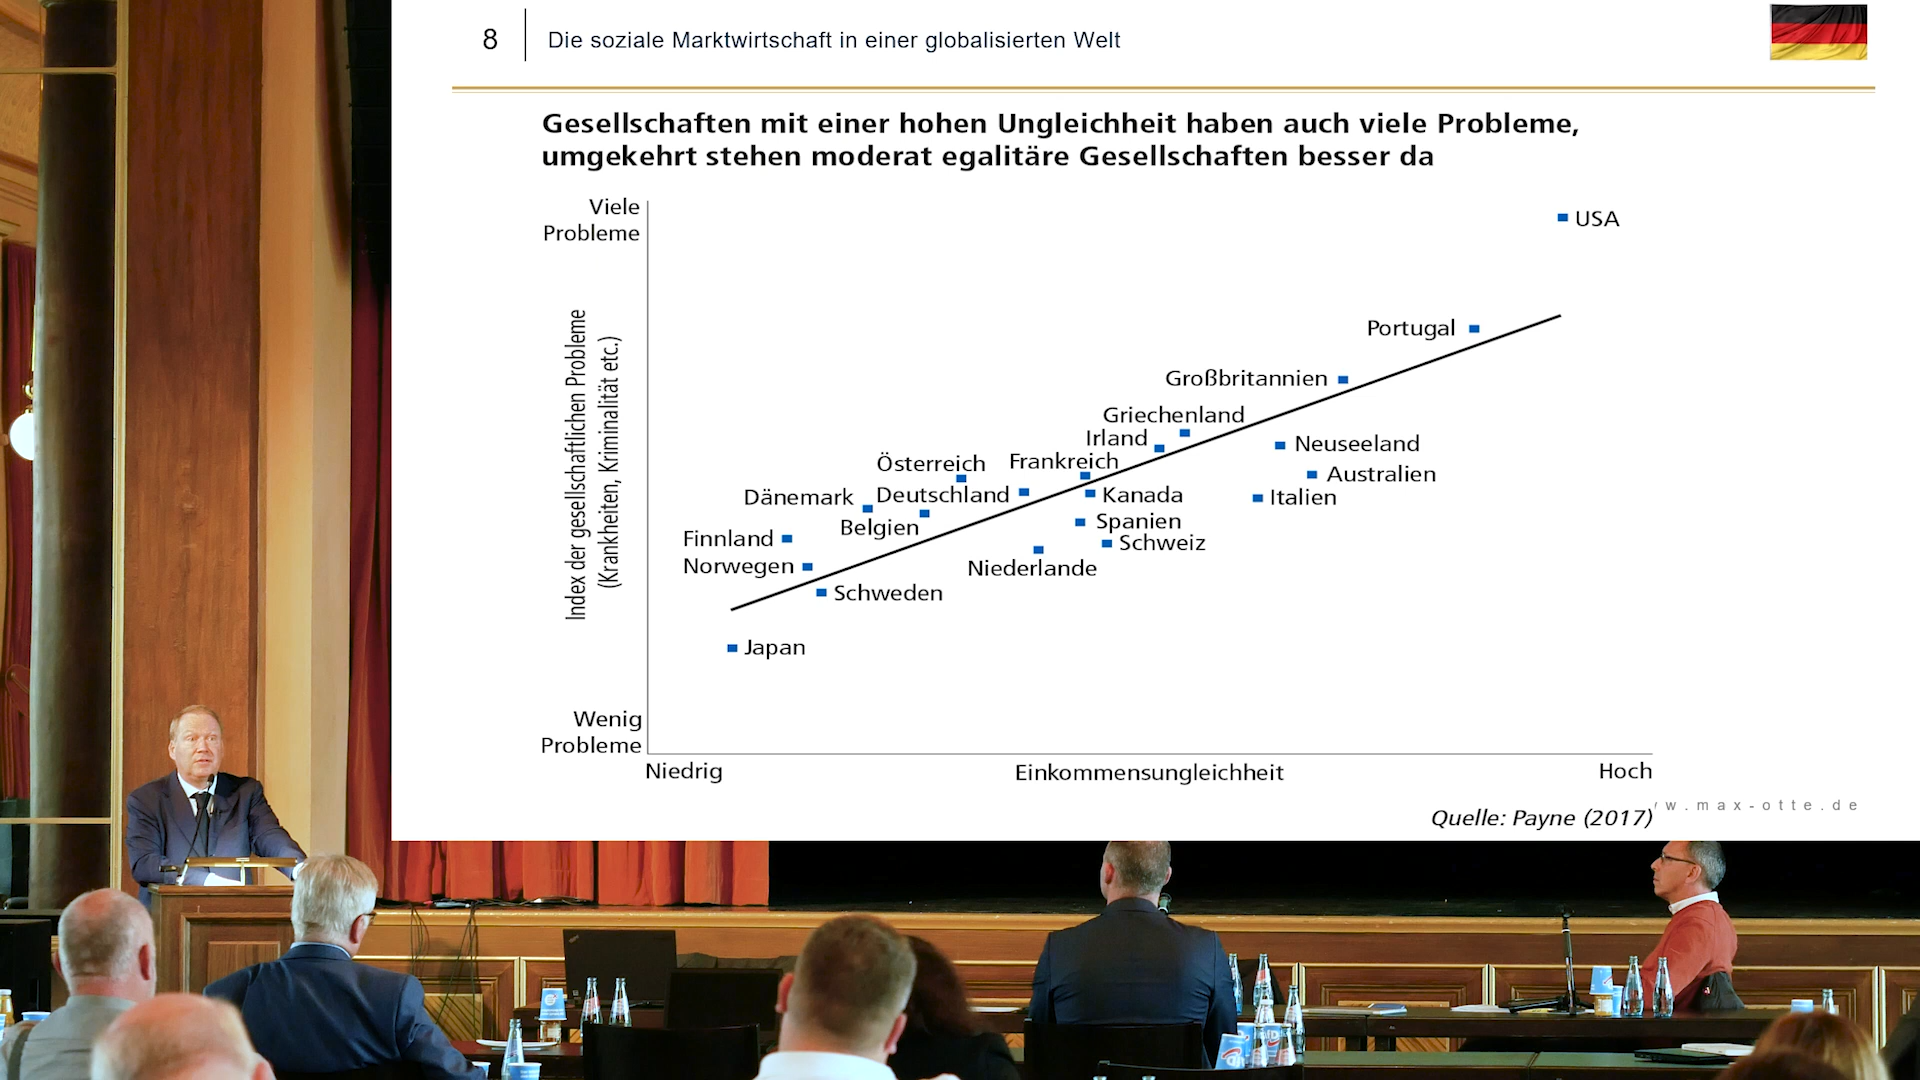 8
Die soziale Marktwirtschaft in einer globalisierten Welt
Gesellschaften mit einer hohen Ungleichheit haben auch viele Probleme,
umgekehrt stehen moderat egalitäre Gesellschaften besser da
Viele
Probleme
USA
Index der gesellschaftlichen Probleme
(Krankheiten, Kriminalität etc.)
Portugal
Großbritannien
Griechenland
Irland
Neuseeland
Österreich
Frankreich
Australien
Dänemark
Deutschland
Kanada
Italien
Belgien
Spanien
Finnland
Schweiz
Norwegen
Niederlande
Schweden
Japan
Wenig
Probleme
Niedrig
Einkommensungleichheit
Hoch
w.max-otte.de
Quelle: Payne (2017)